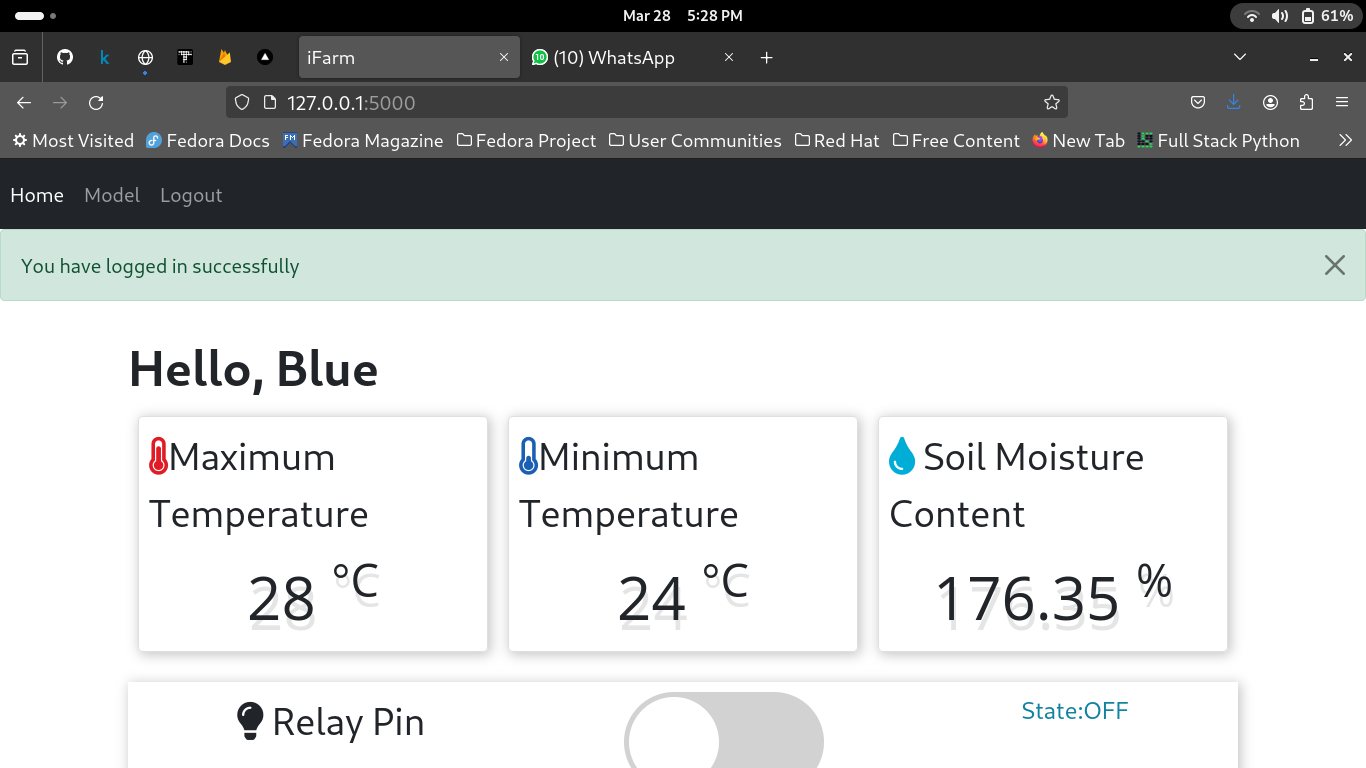 Mar 28 5:28 PM 61%
iFarm (10) WhatsApp
127.0.0.1:5000
Most Visited Fedora Docs Fedora Magazine Fedora Project User Communities Red Hat Free Content New Tab Full Stack Python
Home Model Logout
You have logged in successfully
Hello, Blue
Maximum
Temperature
28 °C
Minimum
Temperature
24 °C
Soil Moisture
Content
176.35 %
Relay Pin
State:OFF